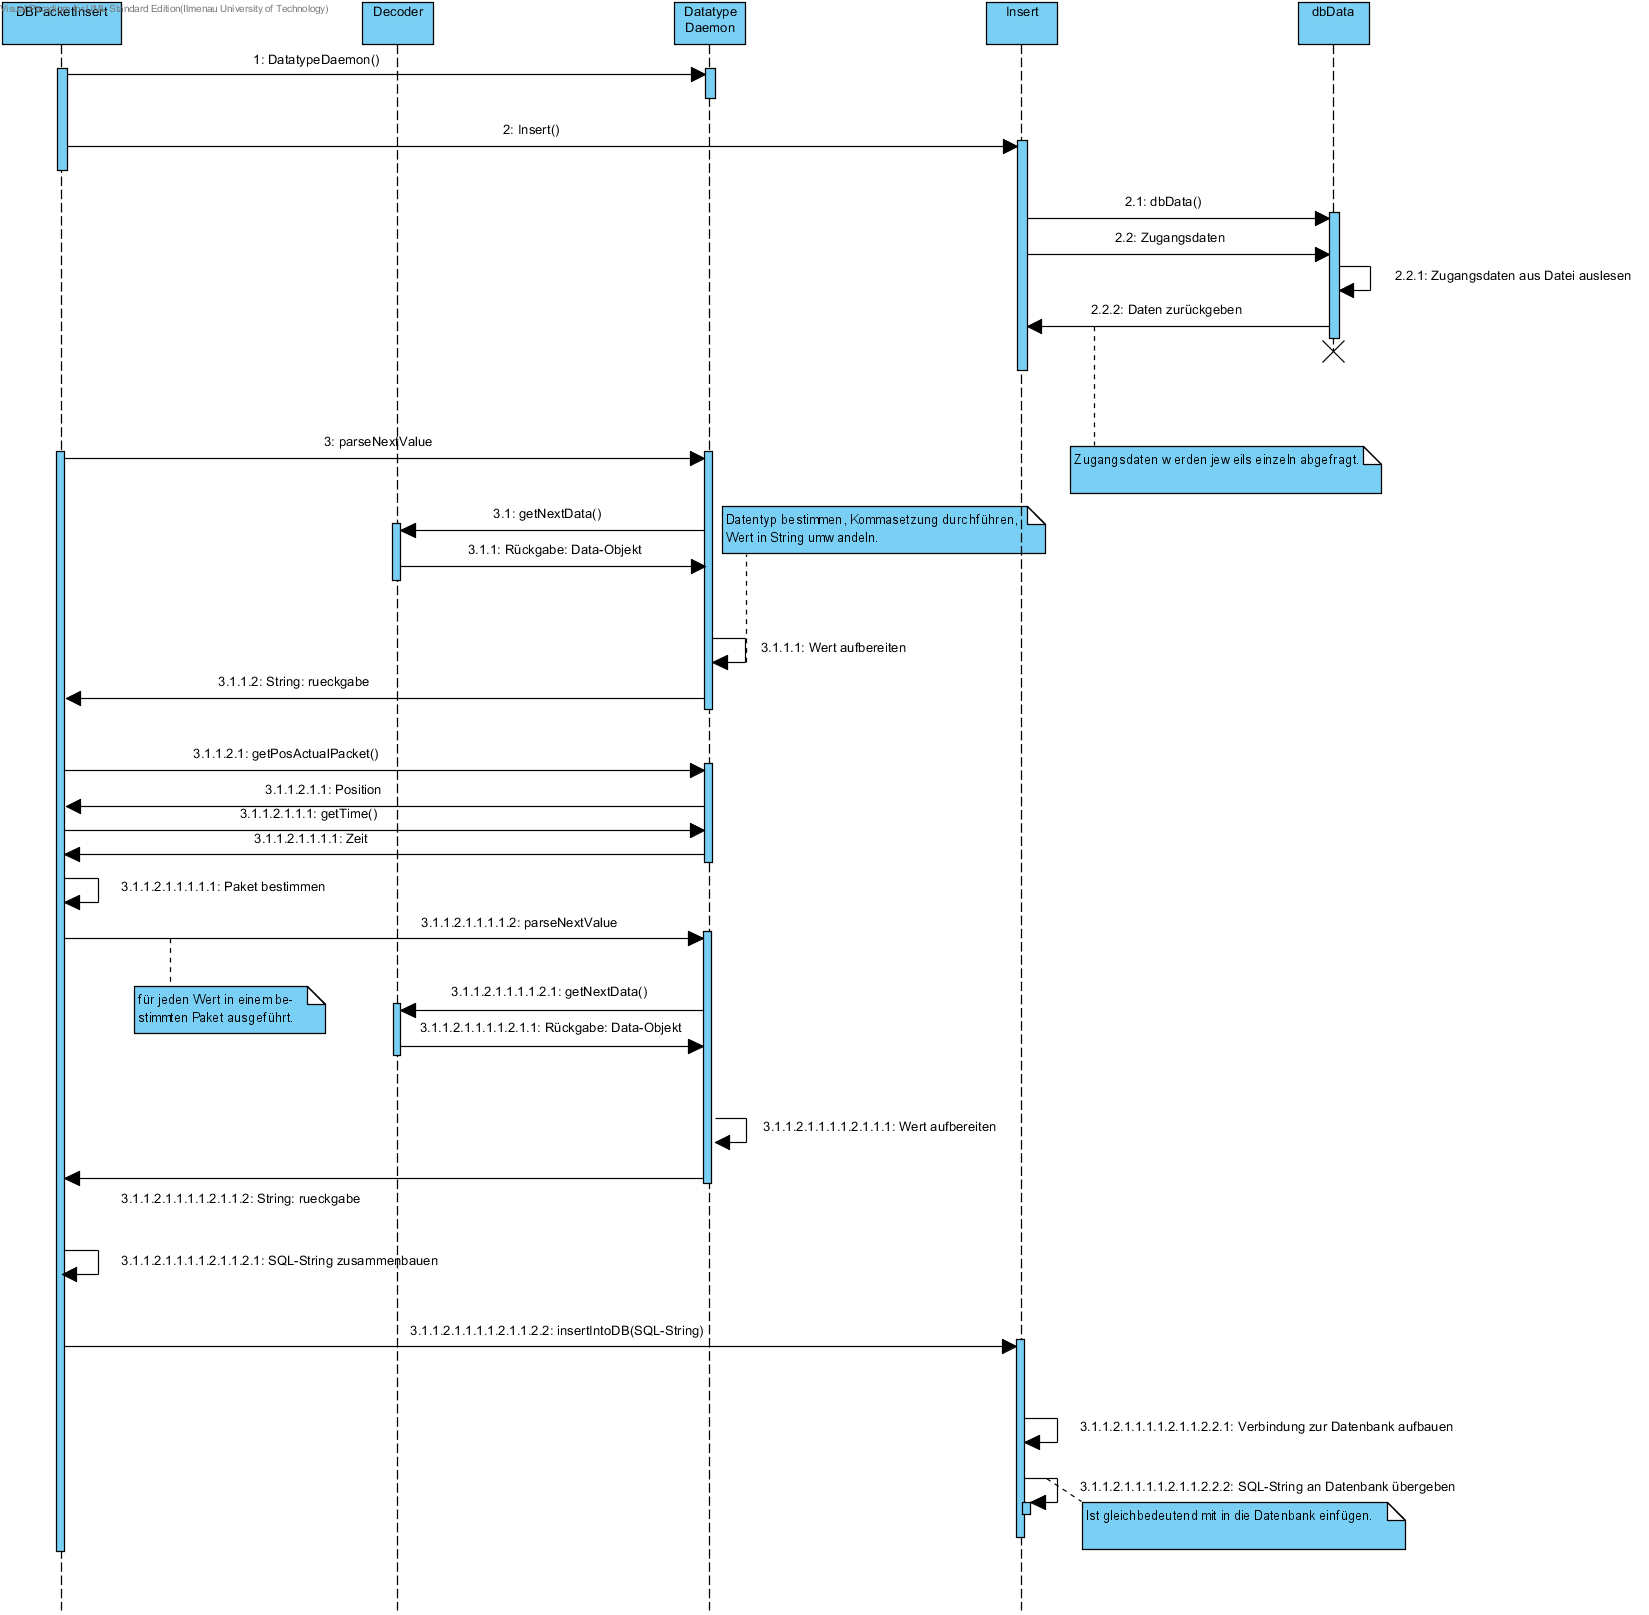 DBPacketInsert
Standard Edition(Ilmenau University of Technology)
Decoder
Datatype
Daemon
Insert
dbData
1: DatatypeDaemon()
2: Insert()
2.1: dbData()
2.2: Zugangsdaten
2.2.1: Zugangsdaten aus Datei auslesen
2.2.2: Daten zurückgeben
Zugangsdaten werden jeweils einzeln abgefragt.
3: parseNextValue
3.1: getNextData()
3.1.1: Rückgabe: Data-Objekt
Datentyp bestimmen, Kommasetzung durchführen,
Wert in String umwandeln.
3.1.1.1: Wert aufbereiten
3.1.1.2: String: rueckgabe
3.1.1.2.1: getPosActualPacket()
3.1.1.2.1.1: Position
3.1.1.2.1.1.1: getTime()
3.1.1.2.1.1.1.1: Zeit
3.1.1.2.1.1.1.1.1: Paket bestimmen
3.1.1.2.1.1.1.1.2: parseNextValue
für jeden Wert in einem be-
stimmten Paket ausgeführt.
3.1.1.2.1.1.1.1.2.1: getNextData()
3.1.1.2.1.1.1.1.2.1.1: Rückgabe: Data-Objekt
3.1.1.2.1.1.1.1.2.1.1.1: Wert aufbereiten
3.1.1.2.1.1.1.1.2.1.1.2: String: rueckgabe
3.1.1.2.1.1.1.1.2.1.1.2.1: SQL-String zusammenbauen
3.1.1.2.1.1.1.1.2.1.1.2.2: insertIntoDB(SQL-String)
3.1.1.2.1.1.1.1.2.1.1.2.2.1: Verbindung zur Datenbank aufbauen
3.1.1.2.1.1.1.1.2.1.1.2.2.2: SQL-String an Datenbank übergeben
Ist gleichbedeutend mit in die Datenbank einfügen.